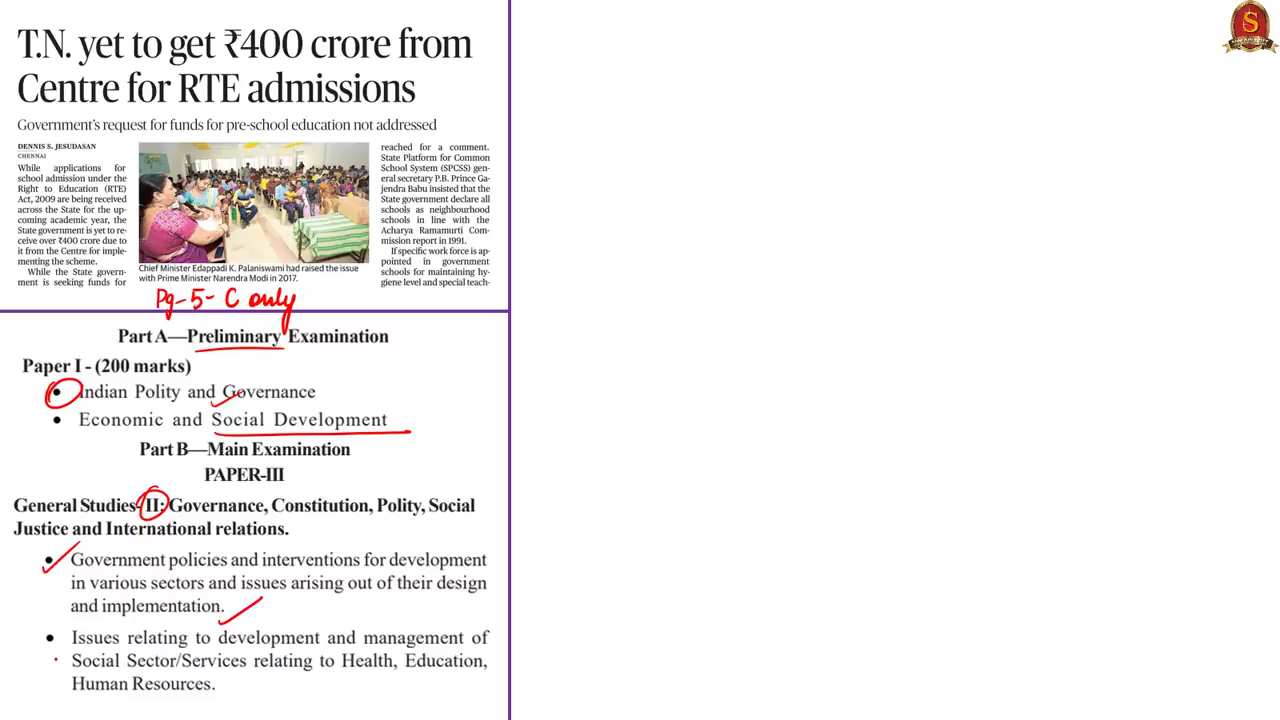 T.N. yet to get ₹400 crore from
Centre for RTE admissions
Government's request for funds for pre-school education not addressed
DENNIS S. JESUDASAN
CHENNAI
While applications for
school admission under the
Right to Education (RTE)
Act, 2009 are being received
across the State for the up-
coming academic year, the
State government is yet to re-
ceive over ₹400 crore due to
it from the Centre for imple-
menting the scheme.
While the State govern-
ment is seeking funds for
Chief Minister Edappadi K. Palaniswami had raised the issue
with Prime Minister Narendra Modi in 2017.
reached for a comment.
State Platform for Common
School System (SPCSS) gen-
eral secretary P.B. Prince Ga-
jendra Babu insisted that the
State government declare all
schools as neighbourhood
schools in line with the
Acharya Ramamurti Com-
mission report in 1991.
If specific work force is ap-
pointed in government
schools for maintaining hy-
giene level and special teach-
Pg-5- C only
Part A—Preliminary Examination
Paper I - (200 marks)
• Indian Polity and Governance
• Economic and Social Development
Part B—Main Examination
PAPER-III
General Studies-II: Governance, Constitution, Polity, Social
Justice and International relations.
• Government policies and interventions for development
in various sectors and issues arising out of their design
and implementation.
• Issues relating to development and management of
Social Sector/Services relating to Health, Education,
Human Resources.
S